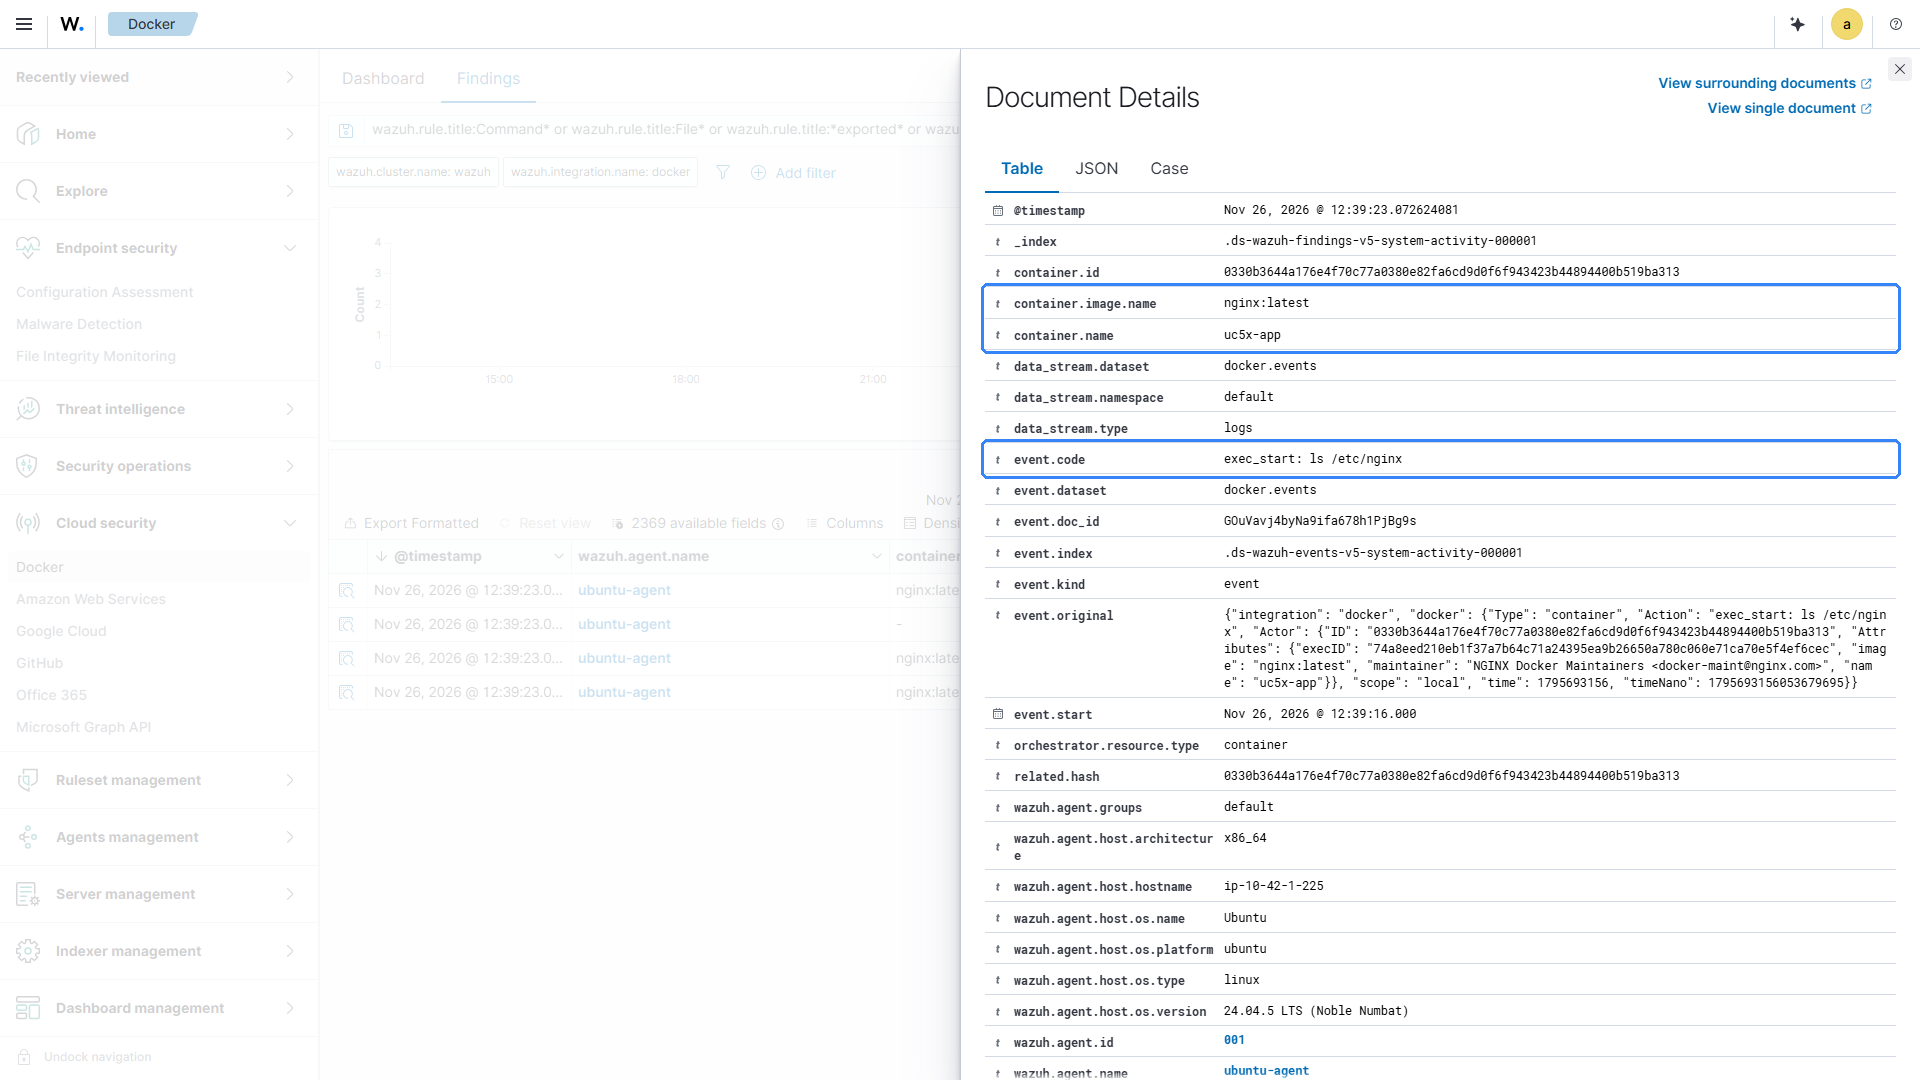 W.
Docker
a
Recently viewed
Home
Explore
Endpoint security
Configuration Assessment
Malware Detection
File Integrity Monitoring
Threat intelligence
Security operations
Cloud security
Docker
Amazon Web Services
Google Cloud
GitHub
Office 365
Microsoft Graph API
Ruleset management
Agents management
Server management
Indexer management
Dashboard management
Undock navigation
Dashboard
Findings
wazuh.rule.title:Command* or wazuh.rule.title:File* or wazuh.rule.title:*exported* or wazu
wazuh.cluster.name: wazuh
wazuh.integration.name: docker
Add filter
Count
4
3
2
1
0
15:00
18:00
21:00
Nov 2
Export Formatted
Reset view
2369 available fields
Columns
Densi
@timestamp
wazuh.agent.name
container
Nov 26, 2026 @ 12:39:23.0... ubuntu-agent nginx:late
Nov 26, 2026 @ 12:39:23.0... ubuntu-agent -
Nov 26, 2026 @ 12:39:23.0... ubuntu-agent nginx:late
Nov 26, 2026 @ 12:39:23.0... ubuntu-agent nginx:late
Document Details
View surrounding documents
View single document
Table
JSON
Case
@timestamp Nov 26, 2026 @ 12:39:23.072624081
t _index .ds-wazuh-findings-v5-system-activity-000001
t container.id 0330b3644a176e4f70c77a0380e82fa6cd9d0f6f943423b44894400b519ba313
t container.image.name nginx:latest
t container.name uc5x-app
t data_stream.dataset docker.events
t data_stream.namespace default
t data_stream.type logs
t event.code exec_start: ls /etc/nginx
t event.dataset docker.events
t event.doc_id GOuVavj4byNa9ifa678h1PjBg9s
t event.index .ds-wazuh-events-v5-system-activity-000001
t event.kind event
t event.original {"integration": "docker", "docker": {"Type": "container", "Action": "exec_start: ls /etc/ngin
x", "Actor": {"ID": "0330b3644a176e4f70c77a0380e82fa6cd9d0f6f943423b44894400b519ba313", "Attr
ibutes": {"execID": "74a8eed210eb1f37a7b64c71a24395ea9b26650a780c060e71ca70e5f4ef6cec", "imag
e": "nginx:latest", "maintainer": "NGINX Docker Maintainers <docker-maint@nginx.com>", "nam
e": "uc5x-app"}}, "scope": "local", "time": 1795693156, "timeNano": 1795693156053679695}}
event.start Nov 26, 2026 @ 12:39:16.000
t orchestrator.resource.type container
t related.hash 0330b3644a176e4f70c77a0380e82fa6cd9d0f6f943423b44894400b519ba313
t wazuh.agent.groups default
t wazuh.agent.host.architectur x86_64
e
t wazuh.agent.host.hostname ip-10-42-1-225
t wazuh.agent.host.os.name Ubuntu
t wazuh.agent.host.os.platform ubuntu
t wazuh.agent.host.os.type linux
t wazuh.agent.host.os.version 24.04.5 LTS (Noble Numbat)
t wazuh.agent.id 001
t wazuh.agent.name ubuntu-agent